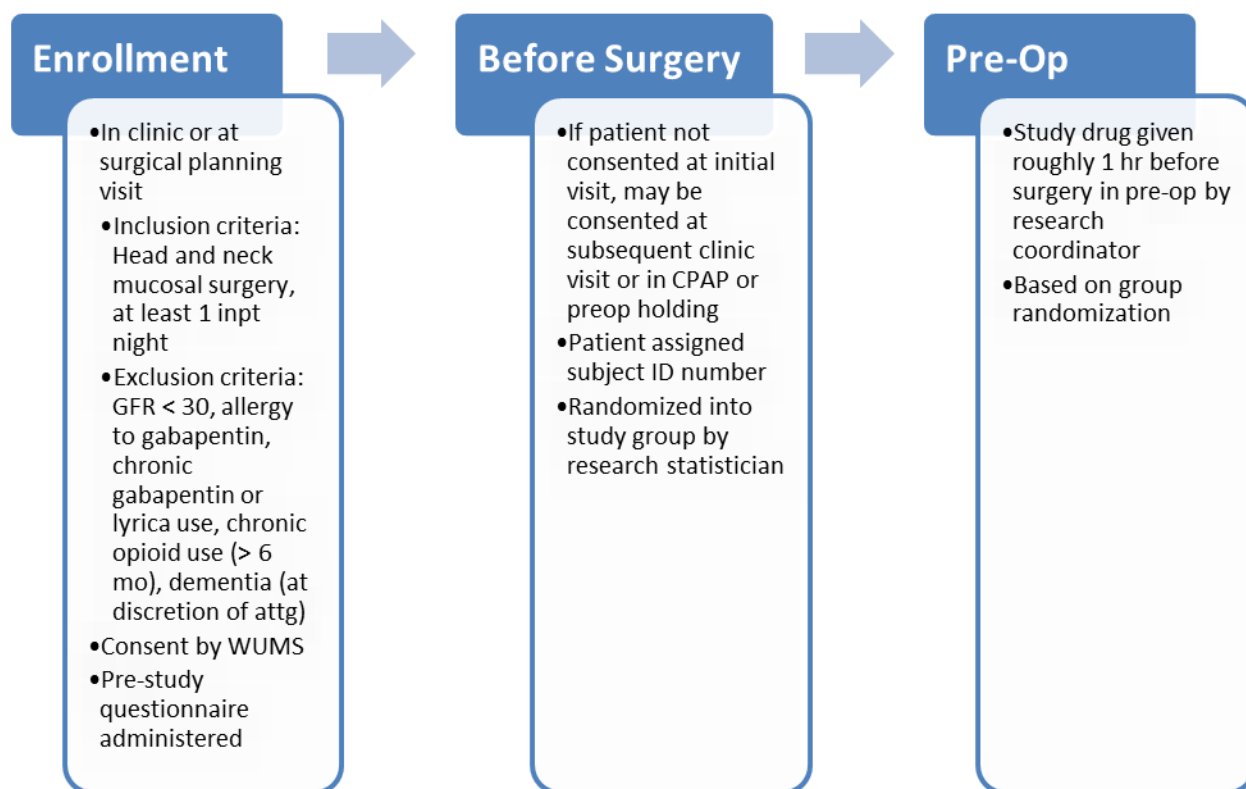 Enrollment
•In clinic or at
surgical planning
visit
•Inclusion criteria:
Head and neck
mucosal surgery,
at least 1 inpt
night
•Exclusion criteria:
GFR < 30, allergy
to gabapentin,
chronic
gabapentin or
lyrica use, chronic
opioid use (> 6
mo), dementia (at
discretion of attg)
•Consent by WUMS
•Pre-study
questionnaire
administered
Before Surgery
•If patient not
consented at initial
visit, may be
consented at
subsequent clinic
visit or in CPAP or
preop holding
•Patient assigned
subject ID number
•Randomized into
study group by
research statistician
Pre-Op
•Study drug given
roughly 1 hr before
surgery in pre-op by
research
coordinator
•Based on group
randomization